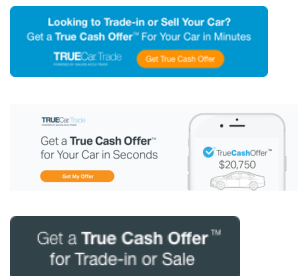 Looking to Trade-in or Sell Your Car?
Get a True Cash Offer™ For Your Car in Minutes
TRUECar Trade
Get True Cash Offer
TRUECar Trade
Get a True Cash Offer™
for Your Car in Seconds
Get My Offer
TrueCashOffer™
$20,750
Get a True Cash Offer™
for Trade-in or Sale